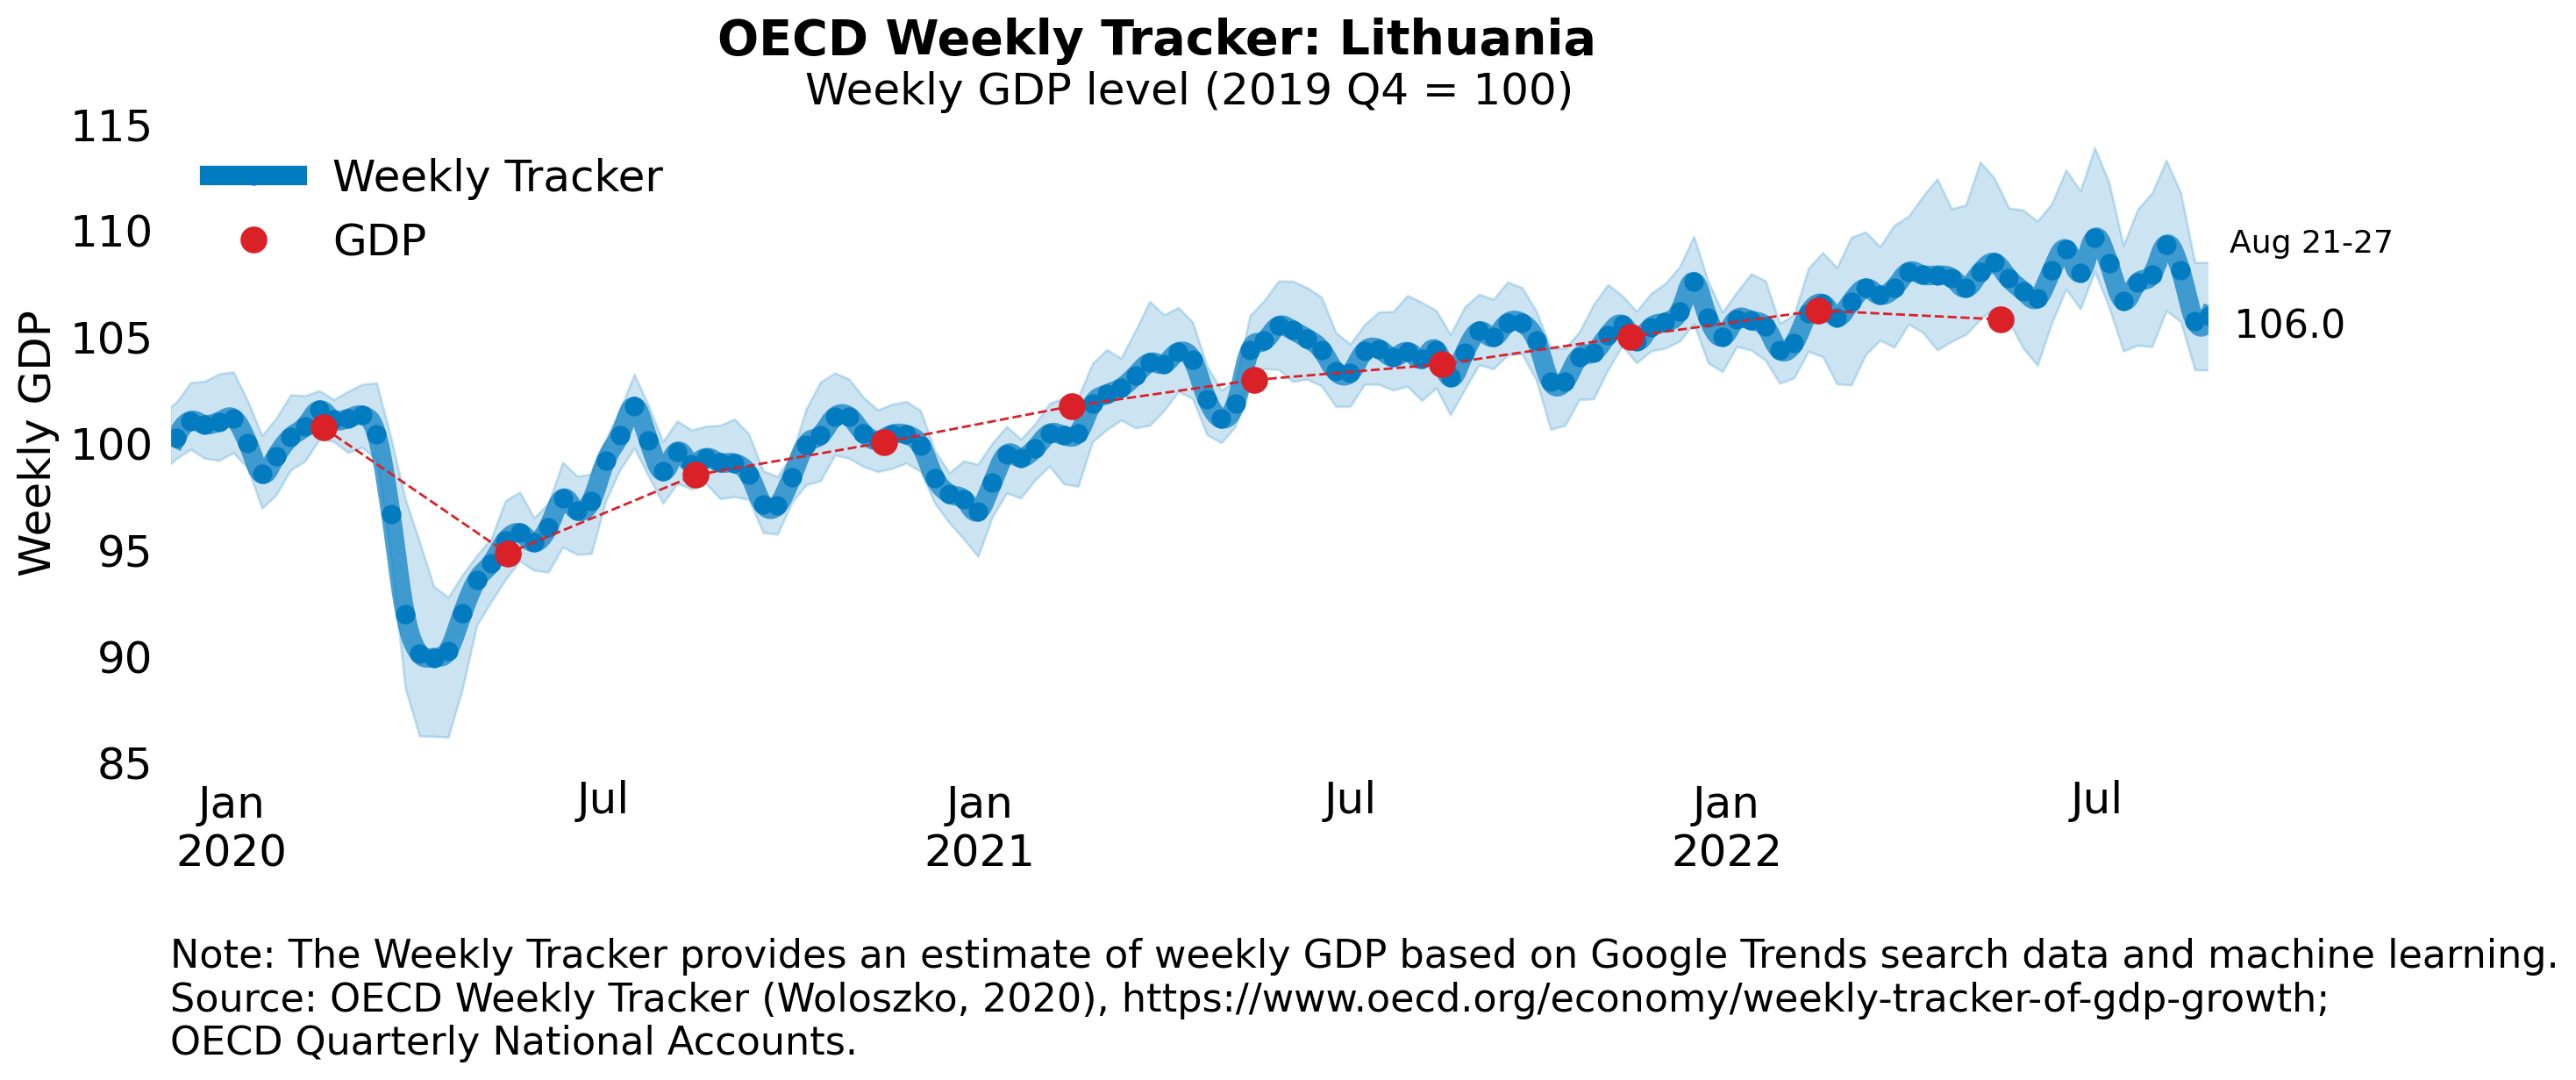 OECD Weekly Tracker: Lithuania
Weekly GDP level (2019 Q4 = 100)
115
110
105
100
95
90
85
Weekly GDP
Weekly Tracker
GDP
Aug 21-27
106.0
Jan
2020
Jul
Jan
2021
Jul
Jan
2022
Jul
Note: The Weekly Tracker provides an estimate of weekly GDP based on Google Trends search data and machine learning.
Source: OECD Weekly Tracker (Woloszko, 2020), https://www.oecd.org/economy/weekly-tracker-of-gdp-growth;
OECD Quarterly National Accounts.